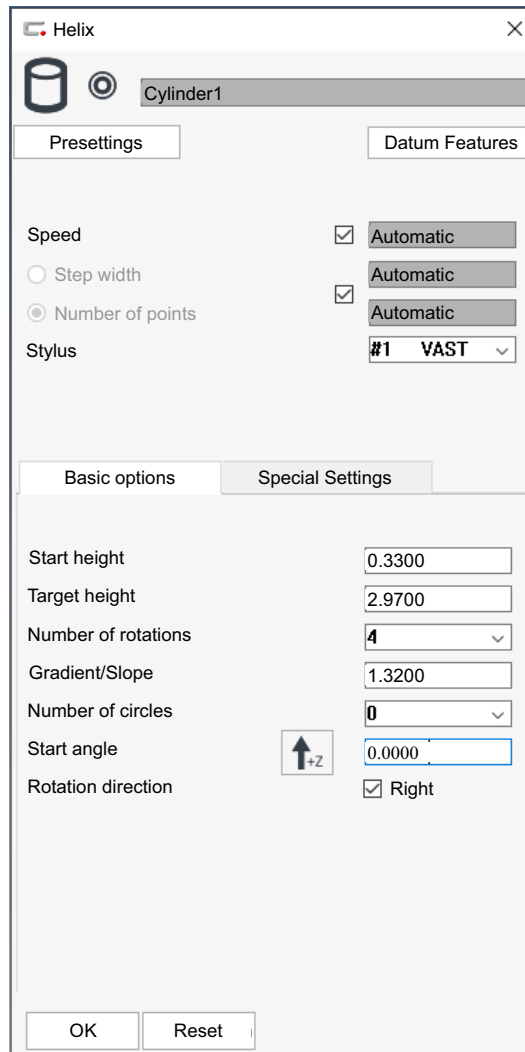 Helix
Cylinder1
Presettings Datum Features
Speed Automatic
Step width Automatic
Number of points Automatic
Stylus #1 VAST
Basic options Special Settings
Start height 0.3300
Target height 2.9700
Number of rotations 4
Gradient/Slope 1.3200
Number of circles 0
Start angle +Z 0.0000
Rotation direction Right
OK Reset